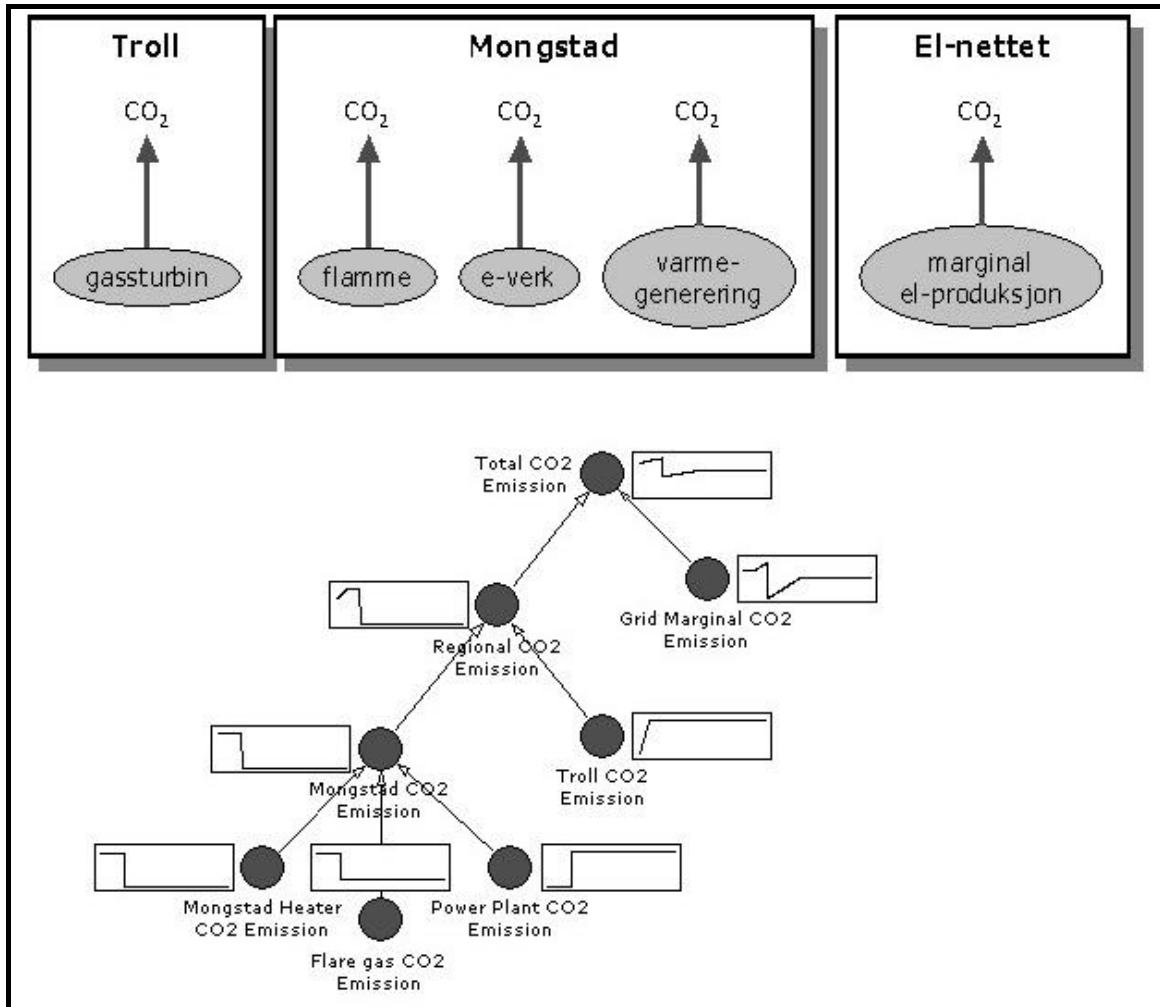 Troll
Mongstad
El-nettet
CO2
CO2
CO2
CO2
CO2
gassturbin
flamme
e-verk
varme-
generering
marginal
el-produksjon
Total CO2
Emission
Grid Marginal CO2
Emission
Regional CO2
Emission
Troll CO2
Emission
Mongstad CO2
Emission
Mongstad Heater
CO2 Emission
Power Plant CO2
Emission
Flare gas CO2
Emission